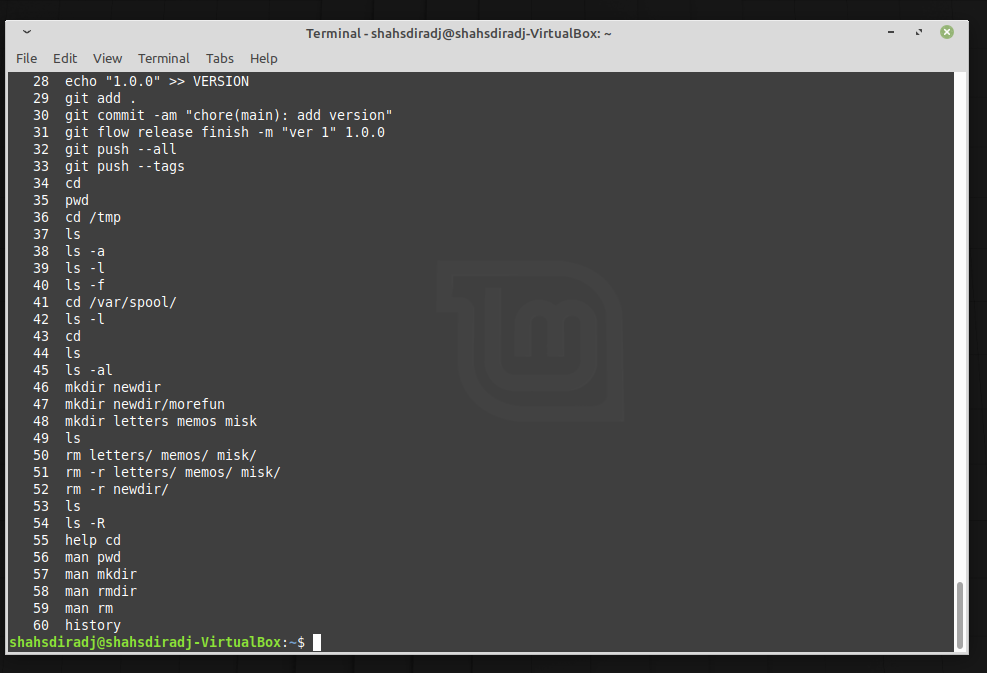 Terminal - shahsdiradj@shahsdiradj-VirtualBox: ~
File Edit View Terminal Tabs Help
28 echo "1.0.0" >> VERSION
29 git add .
30 git commit -am "chore(main): add version"
31 git flow release finish -m "ver 1" 1.0.0
32 git push --all
33 git push --tags
34 cd
35 pwd
36 cd /tmp
37 ls
38 ls -a
39 ls -l
40 ls -f
41 cd /var/spool/
42 ls -l
43 cd
44 ls
45 ls -al
46 mkdir newdir
47 mkdir newdir/morefun
48 mkdir letters memos misk
49 ls
50 rm letters/ memos/ misk/
51 rm -r letters/ memos/ misk/
52 rm -r newdir/
53 ls
54 ls -R
55 help cd
56 man pwd
57 man mkdir
58 man rmdir
59 man rm
60 history
shahsdiradj@shahsdiradj-VirtualBox:~$